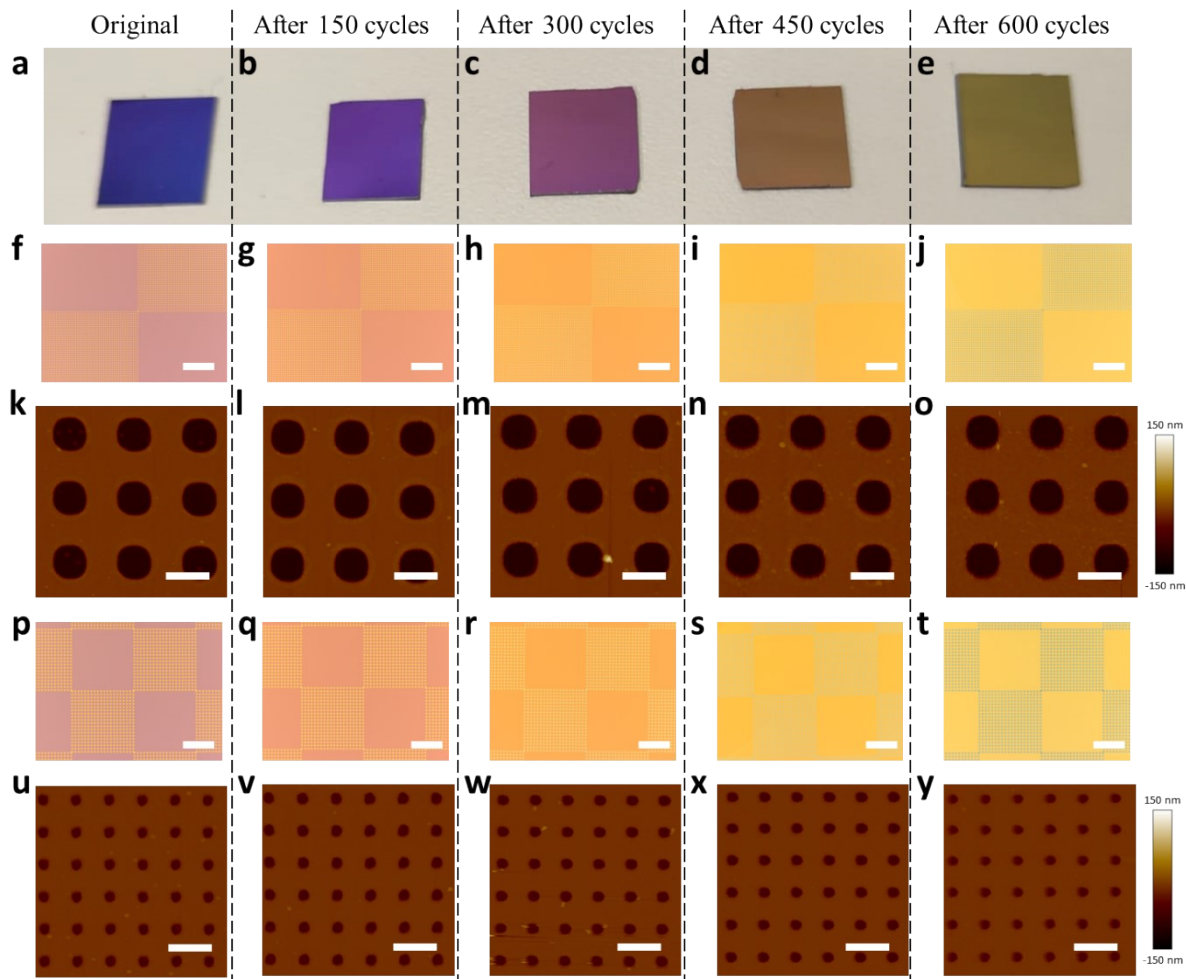 Original After 150 cycles After 300 cycles After 450 cycles After 600 cycles
a b c d e
f g h i j
k l m n o
150 nm
-150 nm
p q r s t
u v w x y
150 nm
-150 nm